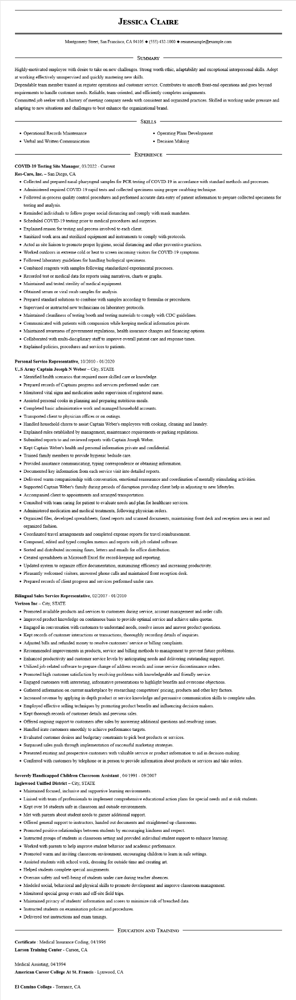 Jessica Claire
Montgomery Street, San Francisco, CA 94105 ◆ (555) 432-1000 ◆ resumesample@example.com
Summary
Highly-motivated employee with desire to take on new challenges. Strong worth ethic, adaptability and exceptional interpersonal skills. Adept
at working effectively unsupervised and quickly mastering new skills.
Dependable team member trained in register operations and customer service. Contributes to smooth front-end operations and goes beyond
requirements to handle customer needs. Reliable, team-oriented, and efficiently completes assignments.
Committed job seeker with a history of meeting company needs with consistent and organized practices. Skilled in working under pressure and
adapting to new situations and challenges to best enhance the organizational brand.
Skills
• Operational Records Maintenance
• Verbal and Written Communication
• Operating Plans Development
• Decision Making
Experience
COVID-19 Testing Site Manager, 03/2022 - Current
Res-Care, Inc. – San Diego, CA
• Collected and prepared nasal-pharyngeal samples for PCR testing of COVID-19 in accordance with standard methods and processes.
• Administered required COVID-19 rapid tests and collected specimens using proper swabbing technique.
• Followed in-process quality control procedures and performed accurate data entry of patient information to prepare collected specimens for
testing and analysis.
• Reminded individuals to follow proper social distancing and comply with mask mandates.
• Scheduled COVID-19 testing prior to medical procedures and surgeries.
• Explained reason for testing and process involved to each client.
• Sanitized work area and sterilized equipment and instruments to comply with protocols.
• Acted as site liaison to promote proper hygiene, social distancing and other preventive practices.
• Worked outdoors in extreme cold or heat to screen incoming visitors for COVID-19 symptoms.
• Followed laboratory guidelines for handling biological specimens.
• Combined reagents with samples following standardized experimental processes.
• Recorded test or medical data for reports using narratives, charts or graphs.
• Maintained and tested sterility of medical equipment.
• Obtained serum or viral swab samples for analysis.
• Prepared standard solutions to combine with samples according to formulas or procedures.
• Supervised or instructed new technicians on laboratory protocols.
• Maintained cleanliness of testing booth and testing materials to comply with CDC guidelines.
• Communicated with patients with compassion while keeping medical information private.
• Maintained awareness of government regulations, health insurance changes and financing options.
• Collaborated with multi-disciplinary staff to improve overall patient care and response times.
• Explained policies, procedures and services to patients.
Personal Service Representative, 10/2010 - 01/2020
U,.S Army Captain Joseph N Weber – City, STATE
• Identified health scenarios that required more skilled care or knowledge.
• Prepared records of Captains progress and services performed under care.
• Monitored vital signs and medication under supervision of registered nurse.
• Assisted personal cooks in planning and preparing nutritious meals.
• Completed basic administrative work and managed household accounts.
• Transported client to physician offices or on outings.
• Handled household chores to assist Captain Weber's employees with cooking, cleaning and laundry.
• Explained rules established by management, maintenance requirements or parking regulations.
• Submitted reports to and reviewed reports with Captain Joseph Weber.
• Kept Captain Weber's health and personal information private and confidential.
• Trained family members to provide hygienic bedside care.
• Provided assistance communicating, typing correspondence or obtaining information.
• Documented key information from each service visit into detailed reports.
• Delivered warm companionship with conversation, emotional reassurance and coordination of mentally stimulating activities.
• Supported Captain Weber's family during periods of disruption providing client help in adjusting to new lifestyles.
• Accompanied client to appointments and arranged transportation.
• Consulted with team caring for patient to evaluate needs and plan for healthcare services.
• Administered medication and medical treatments, following physician orders.
• Organized files, developed spreadsheets, faxed reports and scanned documents, maintaining front desk and reception area in neat and
organized fashion.
• Coordinated travel arrangements and completed expense reports for travel reimbursement.
• Composed, edited and typed complex memos and reports with job-related software.
• Sorted and distributed incoming faxes, letters and emails for office distribution.
• Created spreadsheets in Microsoft Excel for record-keeping and reporting.
• Updated system to organize office documentation, maximizing efficiency and increasing productivity.
• Pleasantly welcomed visitors, answered phone calls and maintained front reception desk.
• Prepared records of client progress and services performed under care.
Bilingual Sales Service Representative, 02/2007 - 01/2010
Verizon Inc – City, STATE
• Promoted available products and services to customers during service, account management and order calls.
• Improved product knowledge on continuous basis to provide optimal service and achieve sales quotas.
• Engaged in conversation with customers to understand needs, resolve issues and answer product questions.
• Kept records of customer interactions or transactions, thoroughly recording details of inquiries.
• Adjusted bills and refunded money to resolve customers' service or billing complaints.
• Recommended improvements in products, service and billing methods to management to prevent future problems.
• Enhanced productivity and customer service levels by anticipating needs and delivering outstanding support.
• Utilized job-related software to prepare change of address records and issue service discontinuance orders.
• Promoted high customer satisfaction by resolving problems with knowledgeable and friendly service.
• Engaged customers with interesting, informative presentations to highlight benefits and overcome objections.
• Gathered information on current marketplace by researching competitors' pricing, products and other key factors.
• Increased revenue by applying in-depth product or service knowledge and persuasive communication skills to complete sales.
• Employed effective selling techniques by promoting product benefits and influencing decision-makers.
• Kept thorough records of customer details and previous sales.
• Offered ongoing support to customers after sales by answering additional questions and resolving issues.
• Handled irate customers smoothly to achieve performance targets.
• Evaluated customer desires and budgetary constraints to pick best products or services.
• Surpassed sales goals through implementation of successful marketing strategies.
• Presented existing and prospective customers with valuable service or product information to aid in decision-making.
• Conferred with customers by telephone or in person to provide information about products or services and take orders.
Severely Handicapped Children Classroom Assistant , 04/1991 - 09/2007
Inglewood Unified District – City, STATE
• Maintained focused, inclusive and supportive learning environments.
• Liaised with team of professionals to implement comprehensive educational action plans for special needs and at-risk students.
• Kept over 16 students safe in classroom and outside environments.
• Met with parents about student needs to garner additional support.
• Offered general support to instructors, handed out documents and straightened up classrooms.
• Promoted positive relationships between students by encouraging kindness and respect.
• Instructed groups of students in classroom setting and provided individual student support to enhance learning.
• Worked with parents to help improve student behavior and academic performance.
• Promoted warm and inviting classroom environment, encouraging children to learn in safe settings.
• Assisted students with school work, dressing for outside time and creating art.
• Helped students complete special assignments.
• Oversaw safety and well-being of students under care during teacher absences.
• Modeled social, behavioral and physical skills to promote development and improve classroom management.
• Monitored special group events and off-site field trips.
• Maintained privacy of students' information and scores to minimize risk of breached data.
• Instructed students on examination policies and procedures.
• Delivered test instructions and exam timings.
Education and Training
Certificate : Medical Insurance Coding, 04/1996
Larson Training Center - Carson, CA
Medical Assisting, 04/1994
American Career College At St. Francis - Lynwood, CA
El Camino College - Torrance, CA